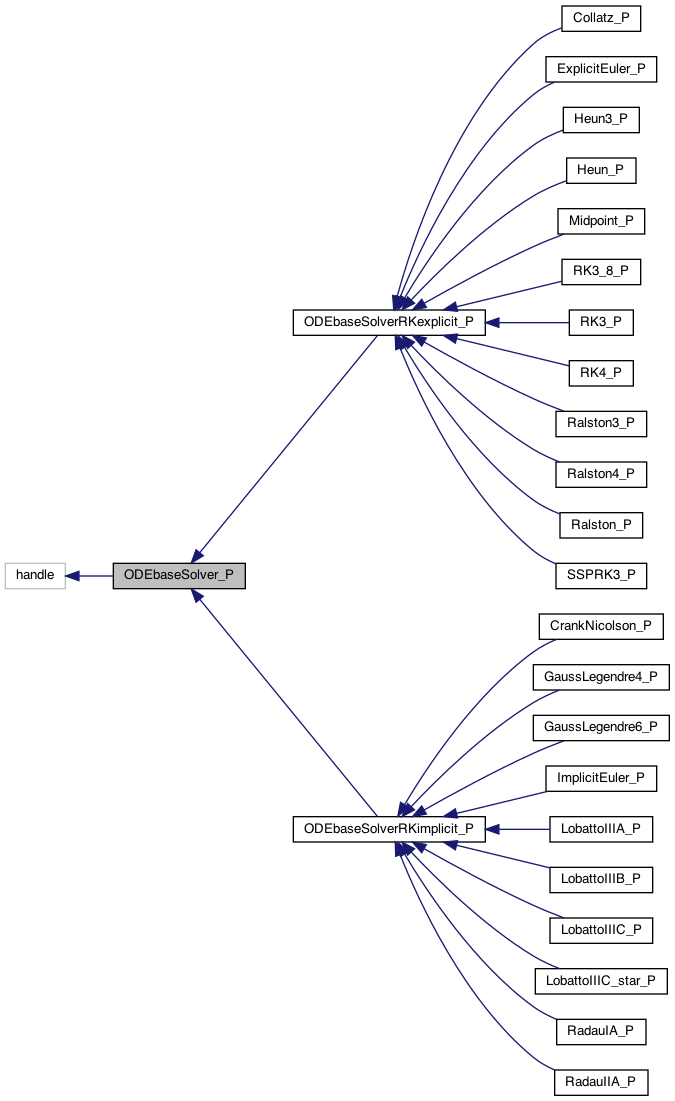 Collatz_P
ExplicitEuler_P
Heun3_P
Heun_P
Midpoint_P
RK3_8_P
ODEbaseSolverRKexplicit_P
RK3_P
RK4_P
Ralston3_P
Ralston4_P
Ralston_P
handle
ODEbaseSolver_P
SSPRK3_P
CrankNicolson_P
GaussLegendre4_P
GaussLegendre6_P
ImplicitEuler_P
ODEbaseSolverRKimplicit_P
LobattoIIIA_P
LobattoIIIB_P
LobattoIIIC_P
LobattoIIIC_star_P
RadauIA_P
RadauIIA_P